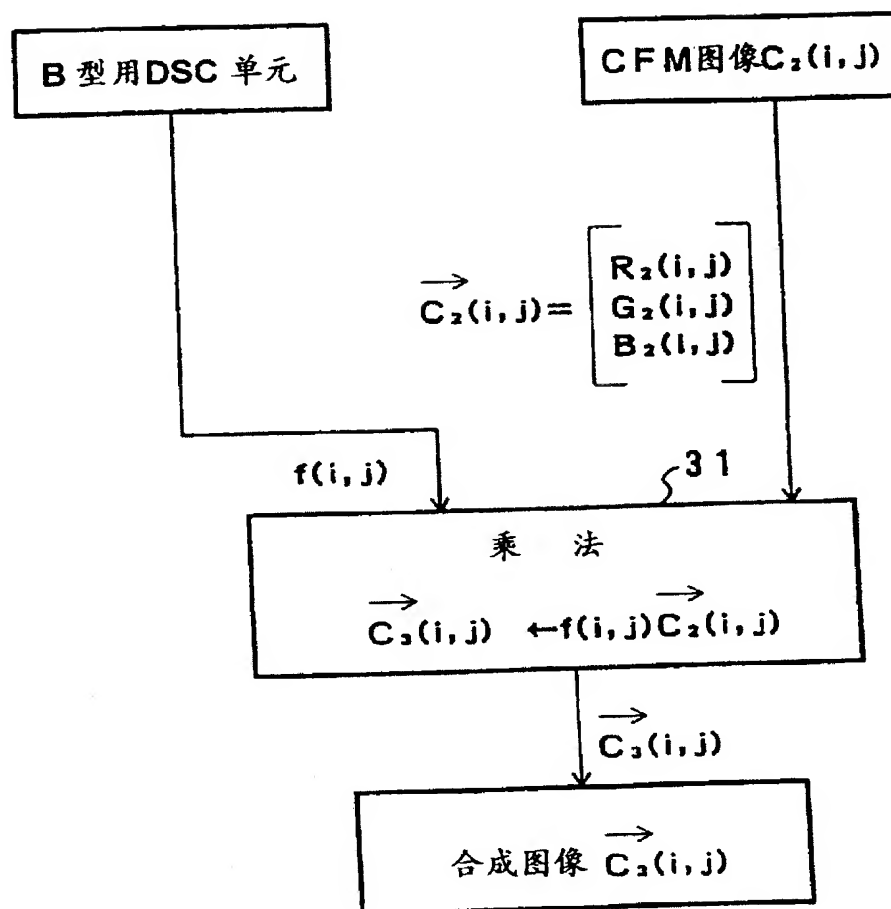 B型用DSC单元
CFM图像C₂(i,j)
C₂(i,j)=
R₂(i,j)
G₂(i,j)
B₂(i,j)
f(i,j)
31
乘 法
C₃(i,j) ←f(i,j)C₂(i,j)
C₃(i,j)
合成图像 C₃(i,j)